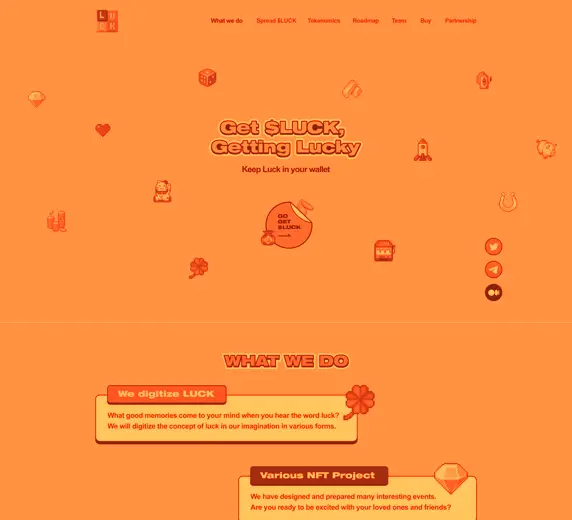 LU
CK
What we do Spread $LUCK Tokenomics Roadmap Team Buy Partnership
Get $LUCK,
Getting Lucky
Keep Luck in your wallet
GO
GET
$LUCK
WHAT WE DO
We digitize LUCK
What good memories come to your mind when you hear the word luck?
We will digitize the concept of luck in our imagination in various forms.
Various NFT Project
We have designed and prepared many interesting events.
Are you ready to be excited with your loved ones and friends?